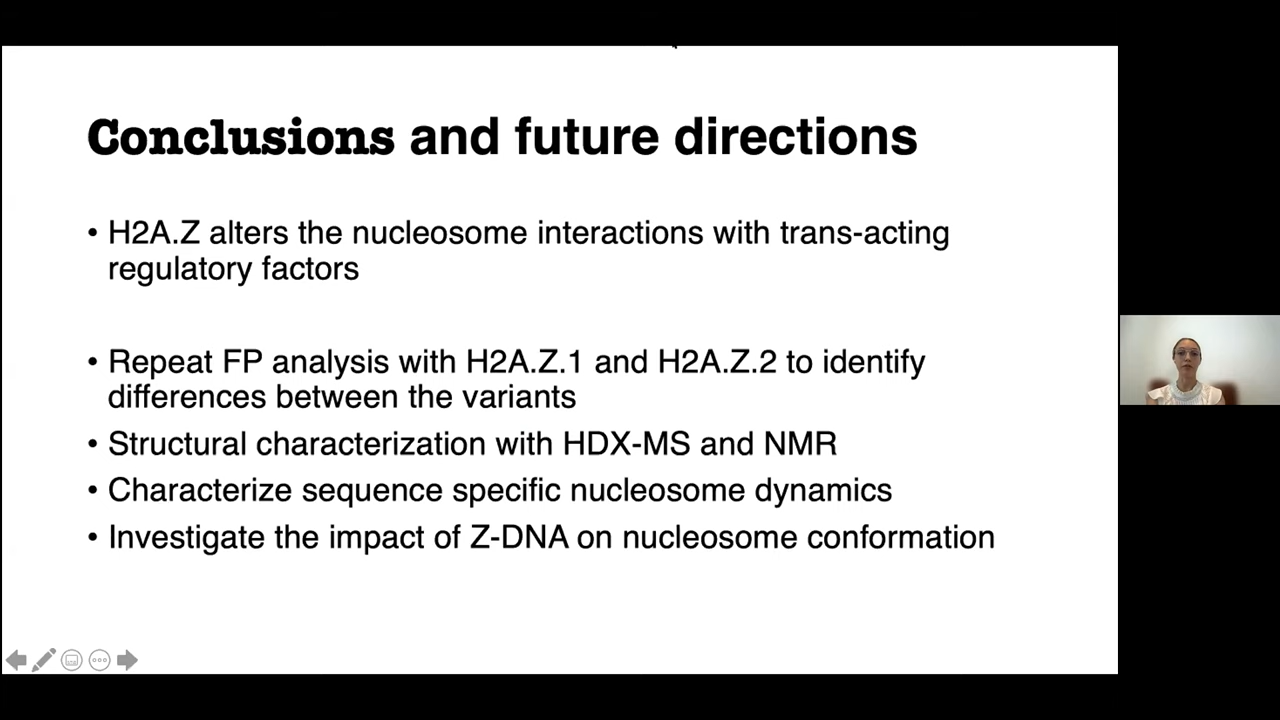 Conclusions and future directions
• H2A.Z alters the nucleosome interactions with trans-acting
regulatory factors
• Repeat FP analysis with H2A.Z.1 and H2A.Z.2 to identify
differences between the variants
• Structural characterization with HDX-MS and NMR
• Characterize sequence specific nucleosome dynamics
• Investigate the impact of Z-DNA on nucleosome conformation